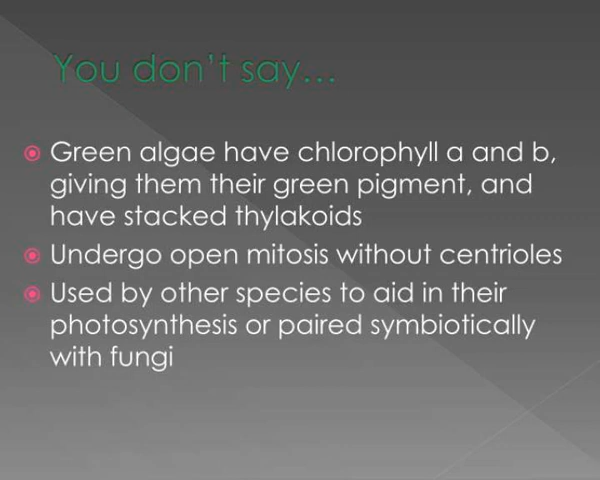 You don't say...
Green algae have chlorophyll a and b,
giving them their green pigment, and
have stacked thylakoids
Undergo open mitosis without centrioles
Used by other species to aid in their
photosynthesis or paired symbiotically
with fungi